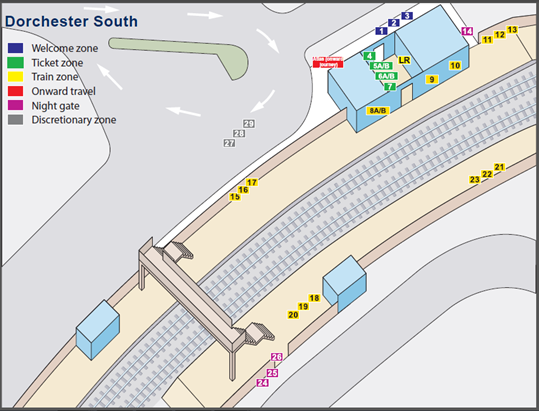 Dorchester South
Welcome zone
Ticket zone
Train zone
Onward travel
Night gate
Discretionary zone
3
2
1
14
13
12
11
4
LR
5A/B
6A/B
10
9
7
8A/B
29
28
27
17
16
15
21
22
23
18
19
20
26
25
24